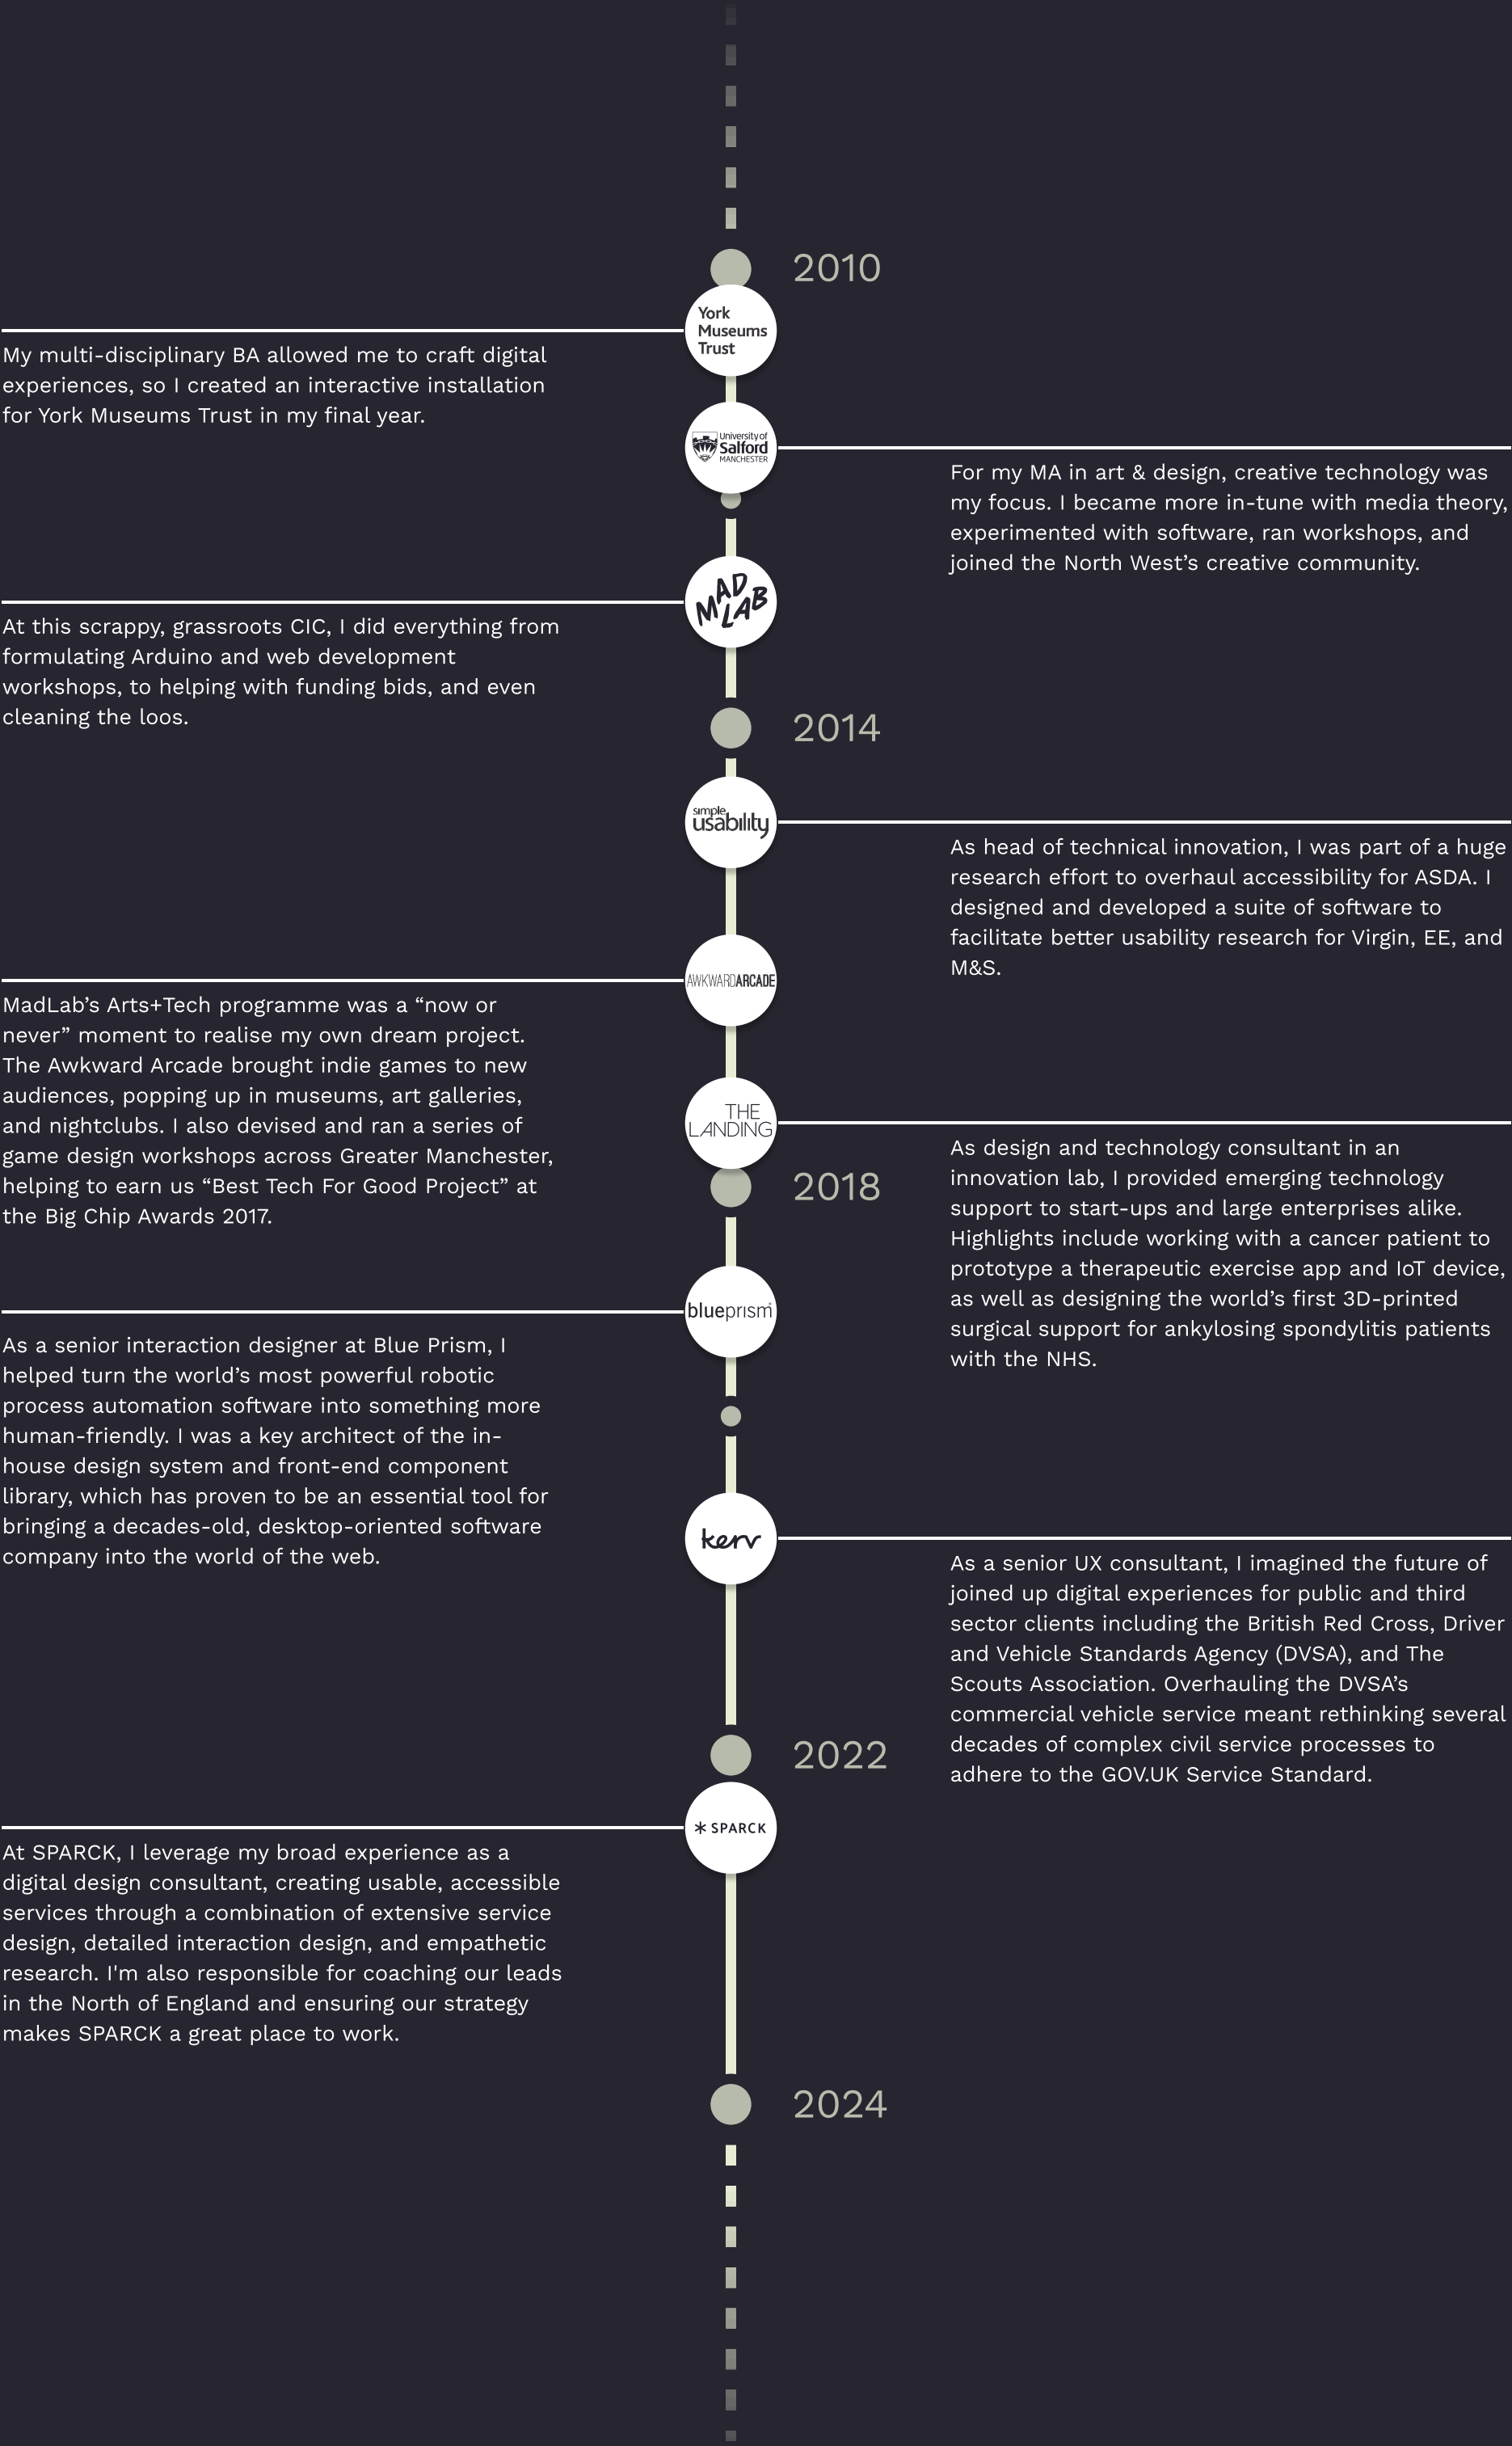 2010
York
Museums
Trust
My multi-disciplinary BA allowed me to craft digital
experiences, so I created an interactive installation
for York Museums Trust in my final year.
University of
Salford
MANCHESTER
For my MA in art & design, creative technology was
my focus. I became more in-tune with media theory,
experimented with software, ran workshops, and
joined the North West’s creative community.
MAD
LAB
At this scrappy, grassroots CIC, I did everything from
formulating Arduino and web development
workshops, to helping with funding bids, and even
cleaning the loos.
2014
simple
usability
As head of technical innovation, I was part of a huge
research effort to overhaul accessibility for ASDA. I
designed and developed a suite of software to
facilitate better usability research for Virgin, EE, and
M&S.
AWKWARDARCADE
MadLab’s Arts+Tech programme was a “now or
never” moment to realise my own dream project.
The Awkward Arcade brought indie games to new
audiences, popping up in museums, art galleries,
and nightclubs. I also devised and ran a series of
game design workshops across Greater Manchester,
helping to earn us “Best Tech For Good Project” at
the Big Chip Awards 2017.
THE
LANDING
As design and technology consultant in an
innovation lab, I provided emerging technology
support to start-ups and large enterprises alike.
Highlights include working with a cancer patient to
prototype a therapeutic exercise app and IoT device,
as well as designing the world’s first 3D-printed
surgical support for ankylosing spondylitis patients
with the NHS.
2018
blueprism
As a senior interaction designer at Blue Prism, I
helped turn the world’s most powerful robotic
process automation software into something more
human-friendly. I was a key architect of the in-
house design system and front-end component
library, which has proven to be an essential tool for
bringing a decades-old, desktop-oriented software
company into the world of the web.
kerv
As a senior UX consultant, I imagined the future of
joined up digital experiences for public and third
sector clients including the British Red Cross, Driver
and Vehicle Standards Agency (DVSA), and The
Scouts Association. Overhauling the DVSA’s
commercial vehicle service meant rethinking several
decades of complex civil service processes to
adhere to the GOV.UK Service Standard.
2022
* SPARCK
At SPARCK, I leverage my broad experience as a
digital design consultant, creating usable, accessible
services through a combination of extensive service
design, detailed interaction design, and empathetic
research. I'm also responsible for coaching our leads
in the North of England and ensuring our strategy
makes SPARCK a great place to work.
2024